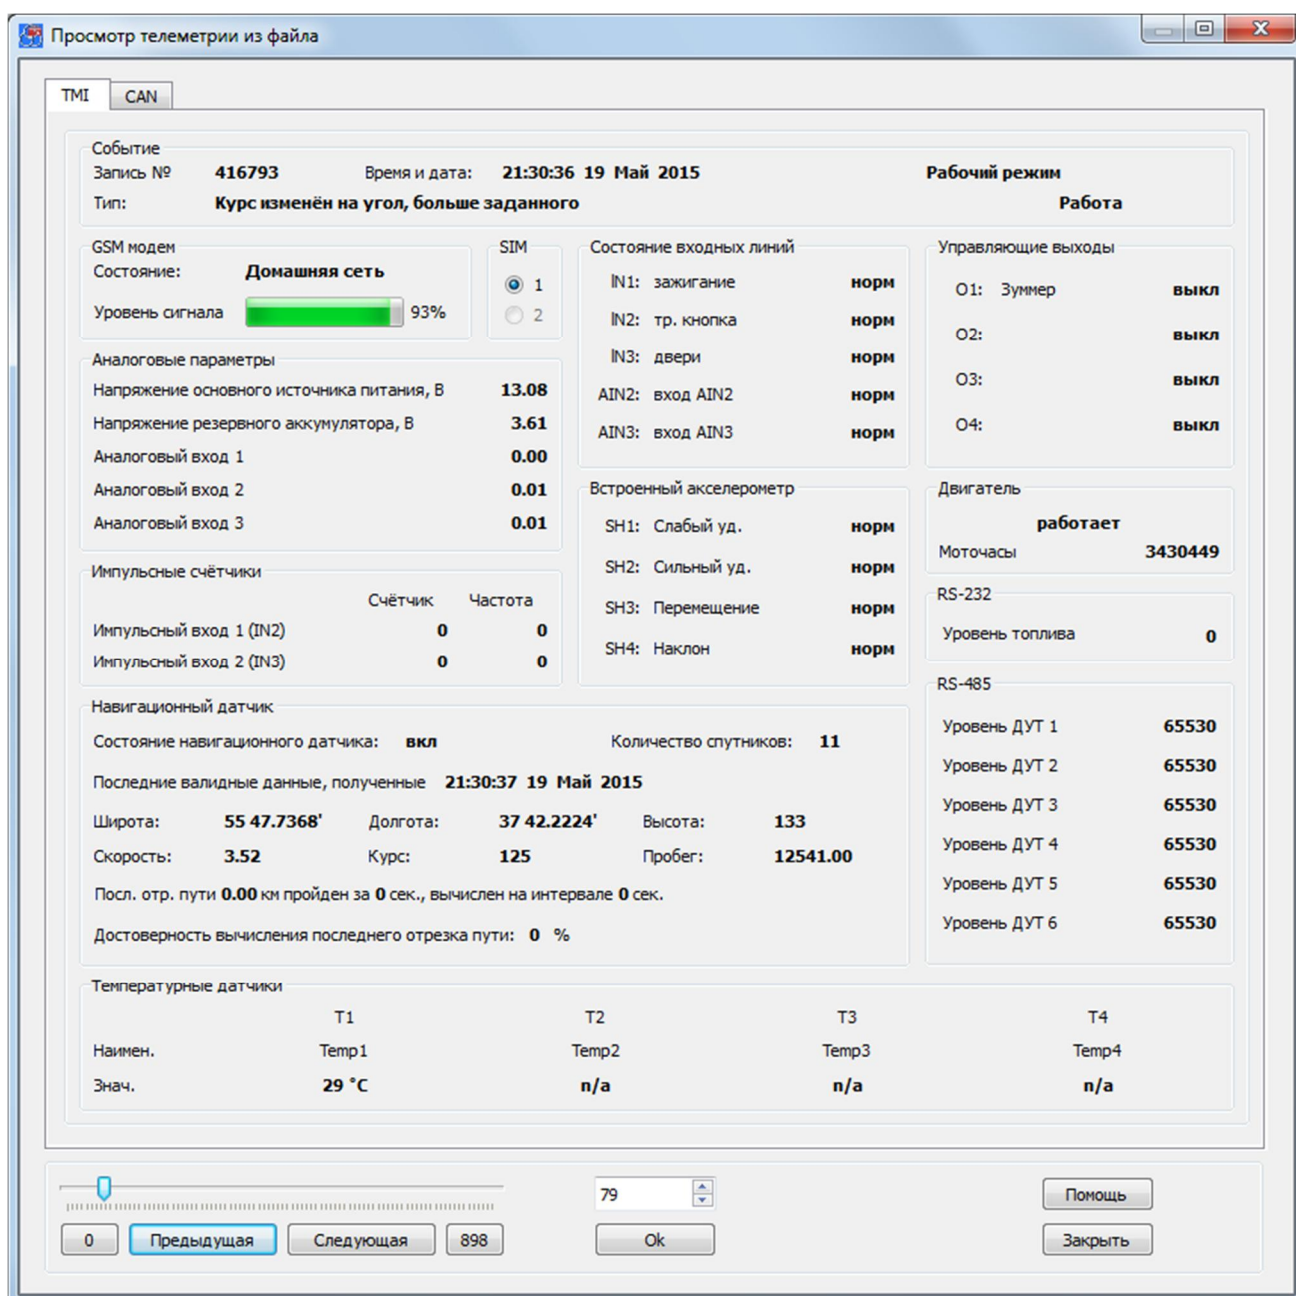 Просмотр телеметрии из файла
TMI CAN
Событие
Запись № 416793 Время и дата: 21:30:36 19 Май 2015 Рабочий режим
Тип: Курс изменён на угол, больше заданного Работа
GSM модем
Состояние: Домашняя сеть
Уровень сигнала 93%
SIM
1
2
Состояние входных линий
IN1: зажигание норм
IN2: тр. кнопка норм
IN3: двери норм
AIN2: вход AIN2 норм
AIN3: вход AIN3 норм
Управляющие выходы
O1: Зуммер выкл
O2: выкл
O3: выкл
O4: выкл
Аналоговые параметры
Напряжение основного источника питания, В 13.08
Напряжение резервного аккумулятора, В 3.61
Аналоговый вход 1 0.00
Аналоговый вход 2 0.01
Аналоговый вход 3 0.01
Встроенный акселерометр
SH1: Слабый уд. норм
SH2: Сильный уд. норм
SH3: Перемещение норм
SH4: Наклон норм
Двигатель
работает
Моточасы 3430449
Импульсные счётчики
Счётчик Частота
Импульсный вход 1 (IN2) 0 0
Импульсный вход 2 (IN3) 0 0
RS-232
Уровень топлива 0
RS-485
Уровень ДУТ 1 65530
Уровень ДУТ 2 65530
Уровень ДУТ 3 65530
Уровень ДУТ 4 65530
Уровень ДУТ 5 65530
Уровень ДУТ 6 65530
Навигационный датчик
Состояние навигационного датчика: вкл Количество спутников: 11
Последние валидные данные, полученные 21:30:37 19 Май 2015
Широта: 55 47.7368' Долгота: 37 42.2224' Высота: 133
Скорость: 3.52 Курс: 125 Пробег: 12541.00
Посл. отр. пути 0.00 км пройден за 0 сек., вычислен на интервале 0 сек.
Достоверность вычисления последнего отрезка пути: 0 %
Температурные датчики
T1 T2 T3 T4
Наимен. Temp1 Temp2 Temp3 Temp4
Знач. 29 °C n/a n/a n/a
79 Помощь
0 Предыдущая Следующая 898 Ok Закрыть